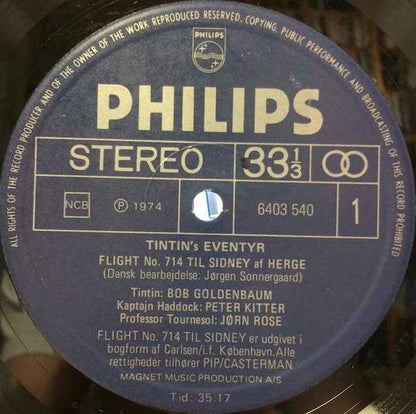 ALL RIGHTS OF THE RECORD PRODUCER AND OF THE OWNER OF THE WORK REPRODUCED RESERVED, COPYING, PUBLIC PERFORMANCE AND BROADCASTING OF THIS RECORD PROHIBITED
PHILIPS
PHILIPS
STEREO 33⅓
NCB ℗ 1974 6403 540 1
TINTIN's EVENTYR
FLIGHT No. 714 TIL SIDNEY af HERGE
(Dansk bearbejdelse: Jørgen Sonnergaard)
Tintin: BOB GOLDENBAUM
Kaptajn Haddock: PETER KITTER
Professor Tournesol: JØRN ROSE
FLIGHT No. 714 TIL SIDNEY er udgivet i
bogform af Carlsen/i.f. København. Alle
rettigheder tilhører PIP/CASTERMAN
MAGNET MUSIC PRODUCTION A/S
Tid: 35.17